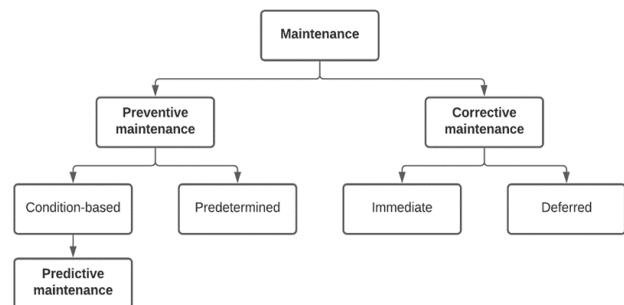 Maintenance
Preventive
maintenance
Corrective
maintenance
Condition-based
Predetermined
Immediate
Deferred
Predictive
maintenance